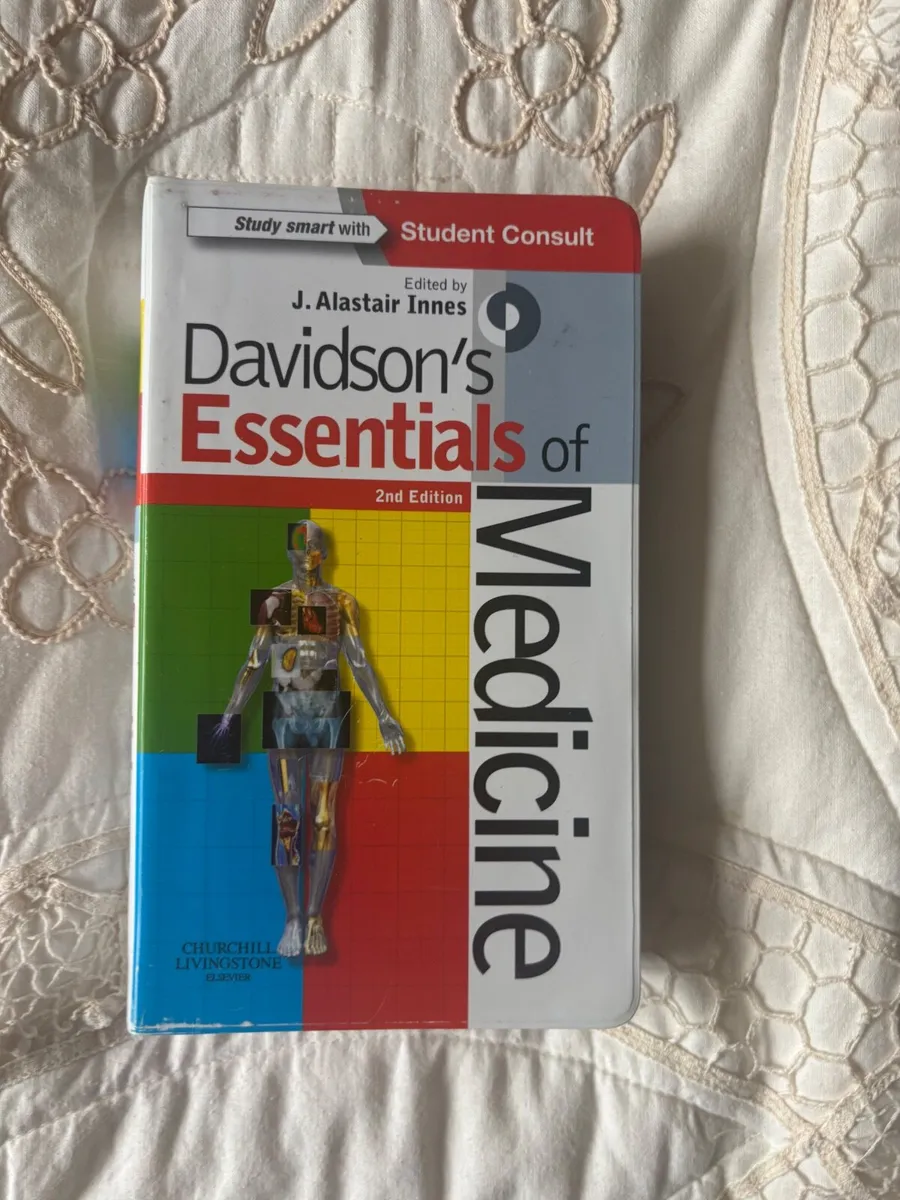 Study smart with
Student Consult
Edited by
J. Alastair Innes
Davidson's
Essentials of
2nd Edition
Medicine
CHURCHILL
LIVINGSTONE
ELSEVIER